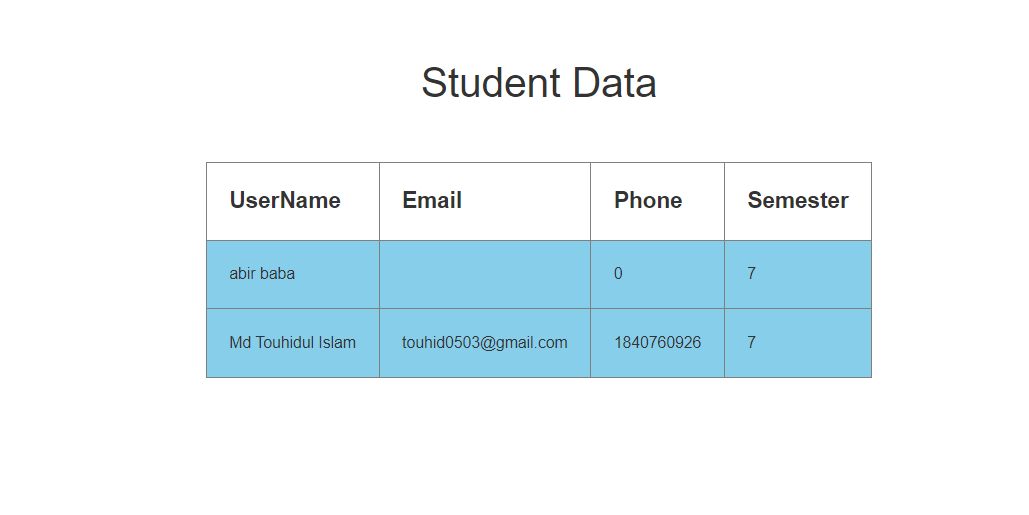 Student Data
UserName Email Phone Semester
abir baba 0 7
Md Touhidul Islam touhid0503@gmail.com 1840760926 7